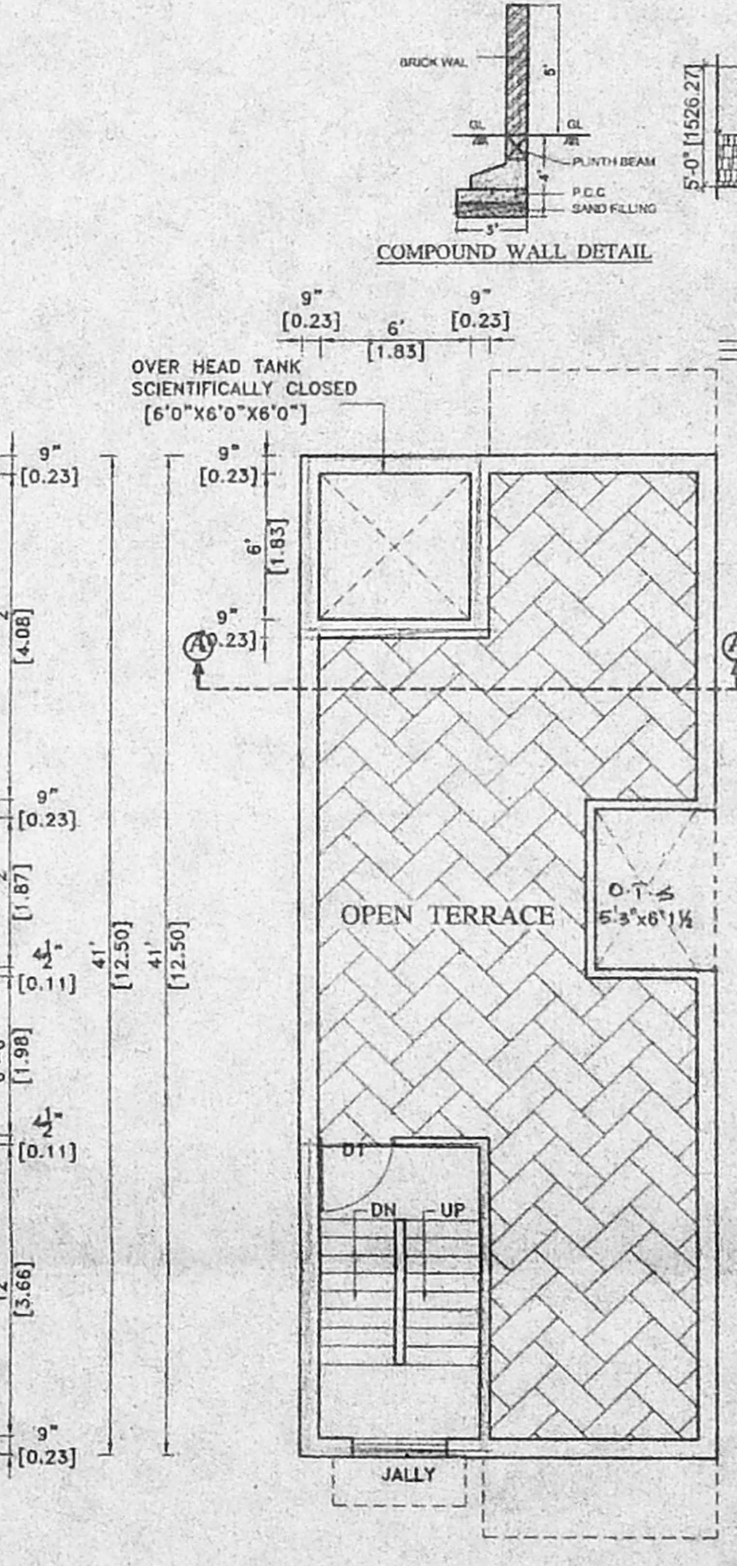 BRICK WAL
5'
GL
GL
PLINTH BEAM
4'
P.C.C
SAND FILLING
3'
COMPOUND WALL DETAIL
5'-0" [1526.27]
9"
[0.23]
6'
[1.83]
9"
[0.23]
OVER HEAD TANK
SCIENTIFICALLY CLOSED
[6'0"X6'0"X6'0"]
9"
[0.23]
9"
[0.23]
6'
[1.83]
9"
[0.23]
A
A
[4.08]
9"
[0.23]
[1.87]
4½"
[0.11]
41'
[12.50]
41'
[12.50]
[1.98]
4½"
[0.11]
12
[3.66]
9"
[0.23]
OPEN TERRACE
O.T.S
5'3"x6'1½
D1
DN
UP
JALLY